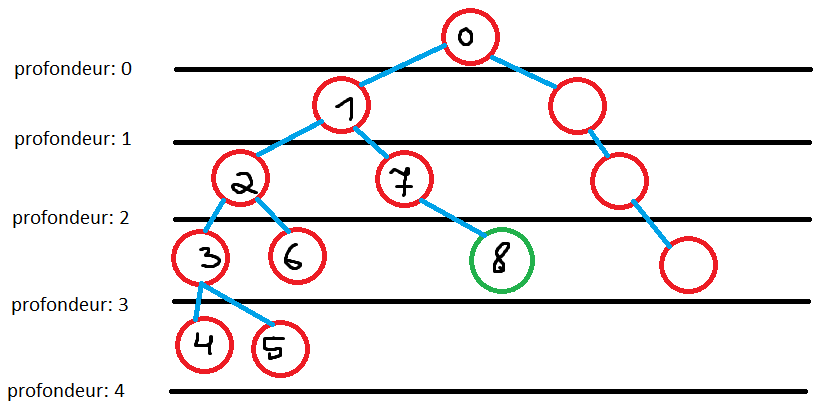 0
profondeur: 0
1
profondeur: 1
2 7
profondeur: 2
3 6 8
profondeur: 3
4 5
profondeur: 4